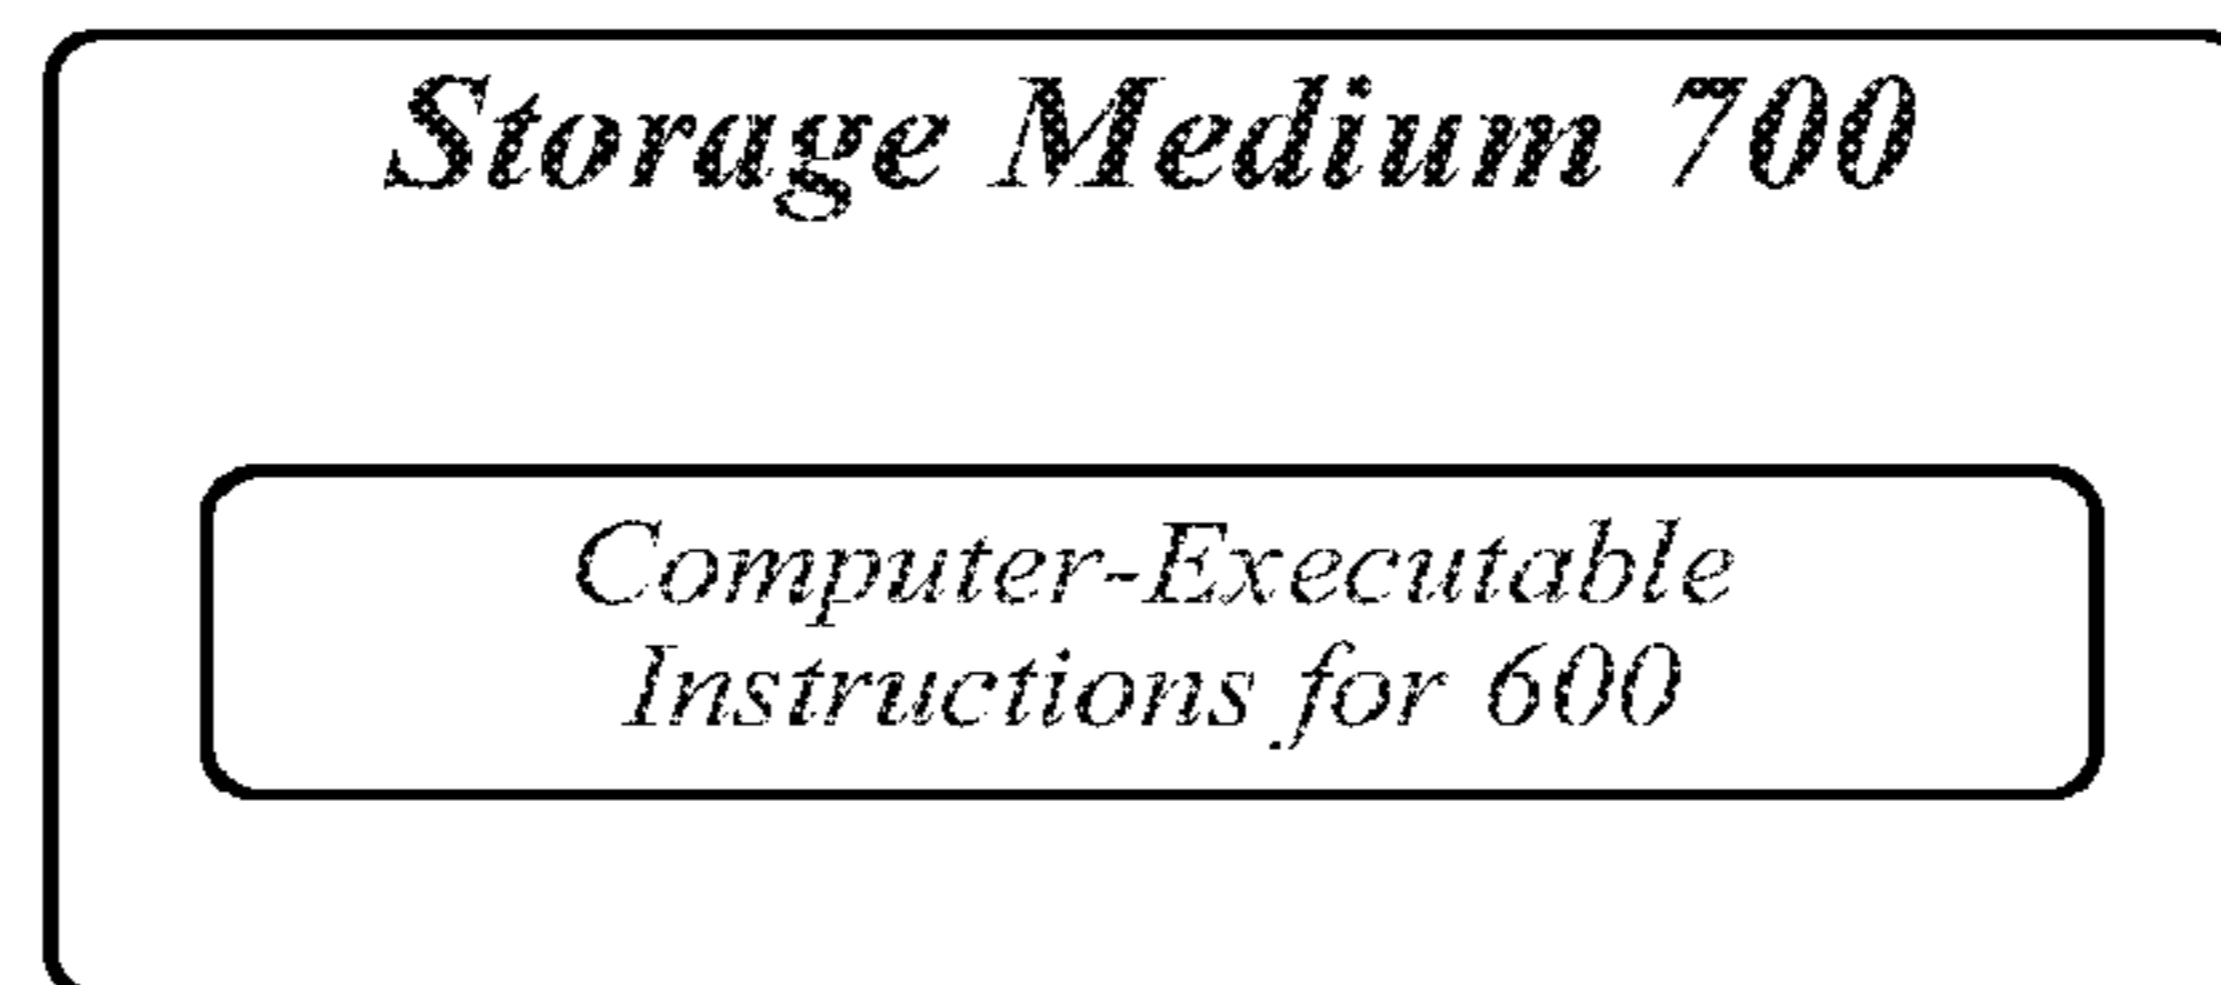 Storage Medium 700
Computer-Executable
Instructions for 600